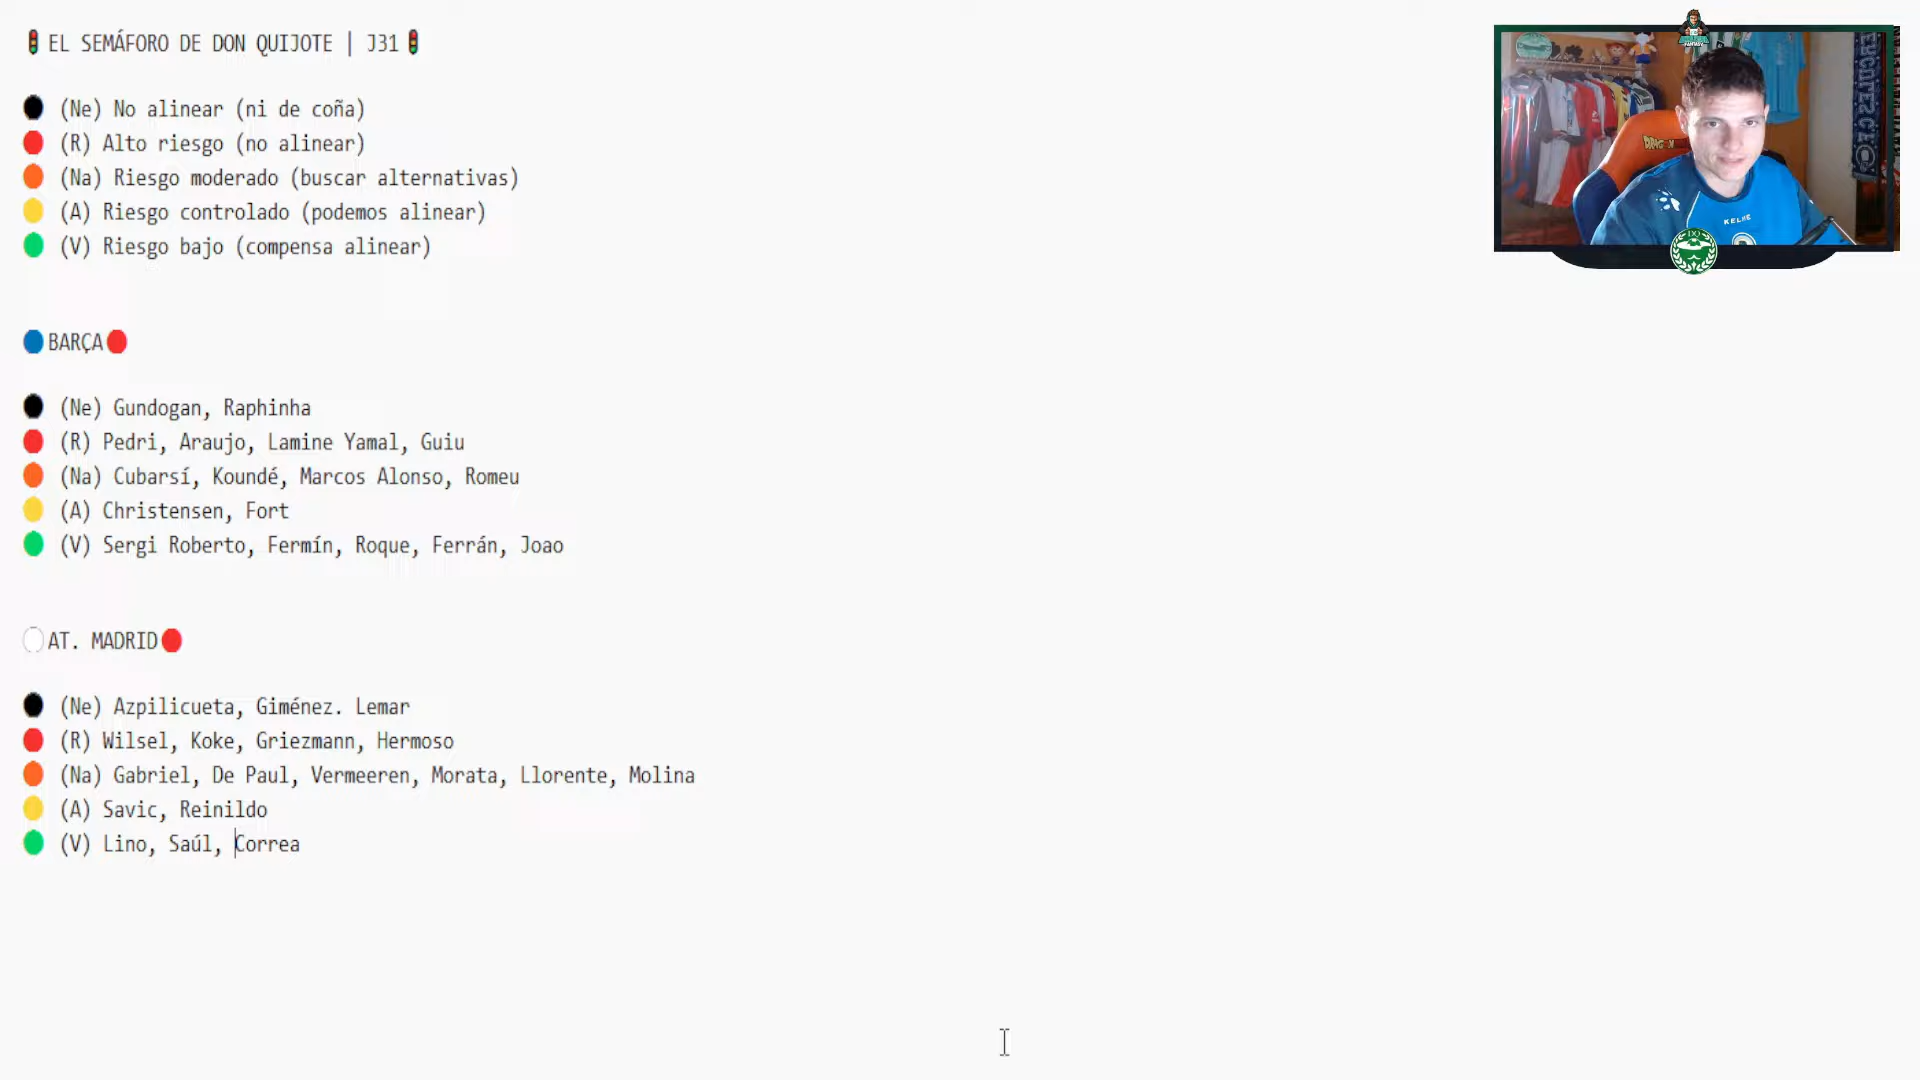 EL SEMÁFORO DE DON QUIJOTE | J31
(Ne) No alinear (ni de coña)
(R) Alto riesgo (no alinear)
(Na) Riesgo moderado (buscar alternativas)
(A) Riesgo controlado (podemos alinear)
(V) Riesgo bajo (compensa alinear)
BARÇA
(Ne) Gundogan, Raphinha
(R) Pedri, Araujo, Lamine Yamal, Guiu
(Na) Cubarsí, Koundé, Marcos Alonso, Romeu
(A) Christensen, Fort
(V) Sergi Roberto, Fermín, Roque, Ferrán, Joao
AT. MADRID
(Ne) Azpilicueta, Giménez. Lemar
(R) Wilsel, Koke, Griezmann, Hermoso
(Na) Gabriel, De Paul, Vermeeren, Morata, Llorente, Molina
(A) Savic, Reinildo
(V) Lino, Saúl, Correa
KELME
DQ